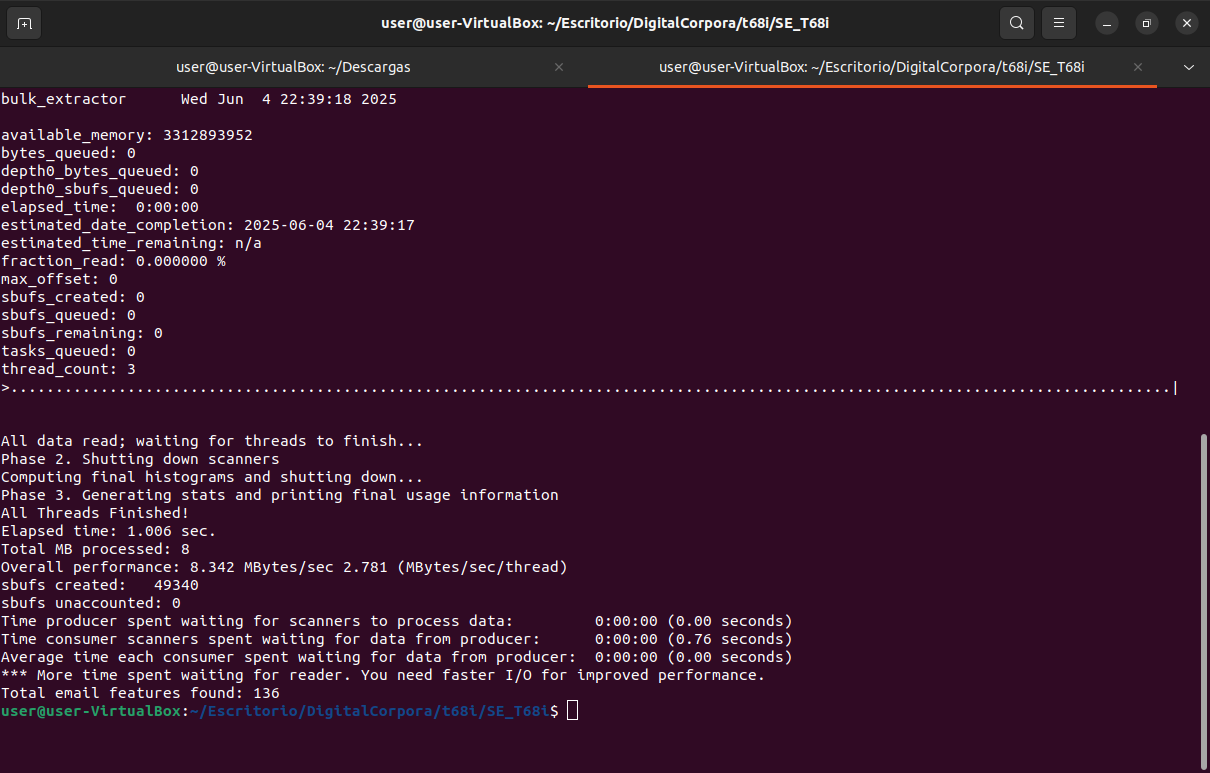 user@user-VirtualBox: ~/Escritorio/DigitalCorpora/t68i/SE_T68i
user@user-VirtualBox: ~/Descargas
user@user-VirtualBox: ~/Escritorio/DigitalCorpora/t68i/SE_T68i
bulk_extractor      Wed Jun  4 22:39:18 2025
available_memory: 3312893952
bytes_queued: 0
depth0_bytes_queued: 0
depth0_sbufs_queued: 0
elapsed_time:  0:00:00
estimated_date_completion: 2025-06-04 22:39:17
estimated_time_remaining: n/a
fraction_read: 0.000000 %
max_offset: 0
sbufs_created: 0
sbufs_queued: 0
sbufs_remaining: 0
tasks_queued: 0
thread_count: 3
>.................................................................................................................................|
All data read; waiting for threads to finish...
Phase 2. Shutting down scanners
Computing final histograms and shutting down...
Phase 3. Generating stats and printing final usage information
All Threads Finished!
Elapsed time: 1.006 sec.
Total MB processed: 8
Overall performance: 8.342 MBytes/sec 2.781 (MBytes/sec/thread)
sbufs created:   49340
sbufs unaccounted: 0
Time producer spent waiting for scanners to process data:         0:00:00 (0.00 seconds)
Time consumer scanners spent waiting for data from producer:      0:00:00 (0.76 seconds)
Average time each consumer spent waiting for data from producer:  0:00:00 (0.00 seconds)
*** More time spent waiting for reader. You need faster I/O for improved performance.
Total email features found: 136
user@user-VirtualBox:~/Escritorio/DigitalCorpora/t68i/SE_T68i$